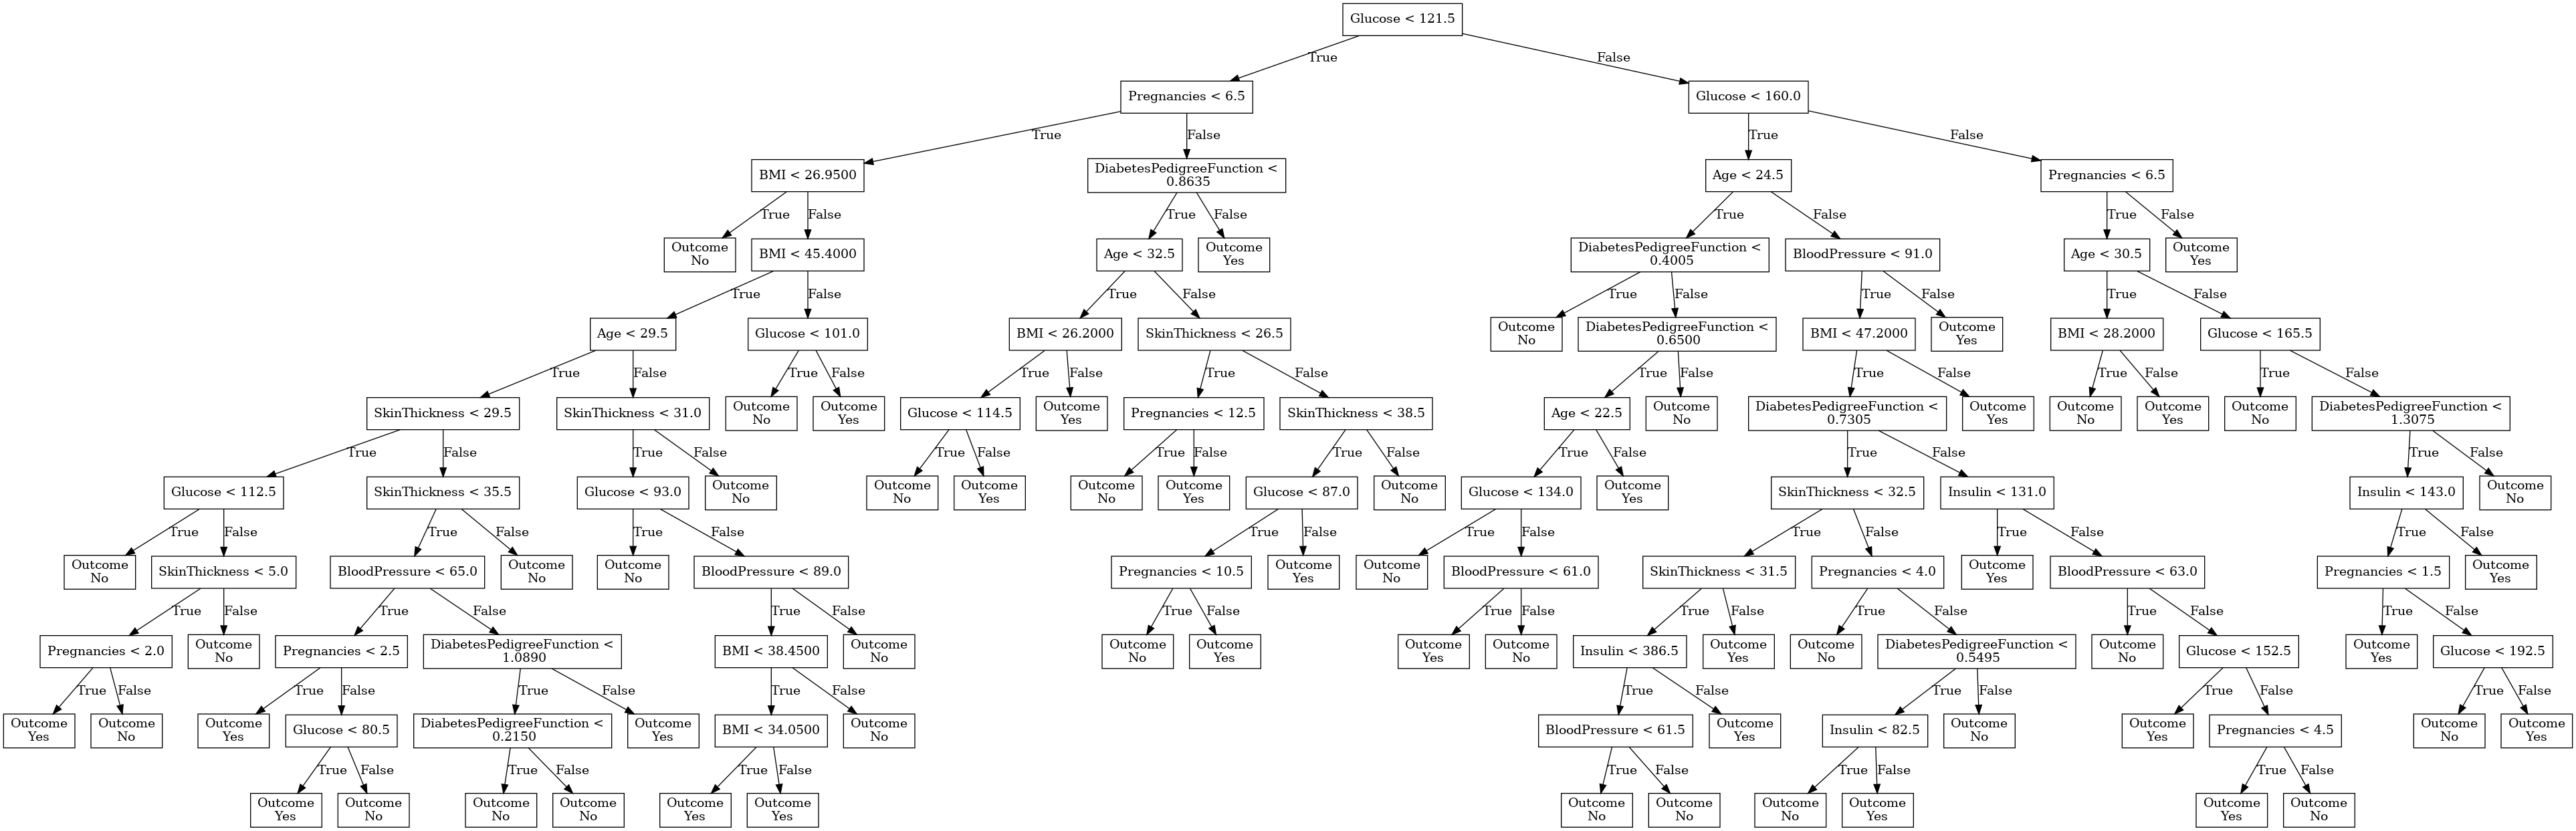 Glucose < 121.5
True
False
Pregnancies < 6.5
Glucose < 160.0
True
False
True
False
BMI < 26.9500
DiabetesPedigreeFunction <
0.8635
Age < 24.5
Pregnancies < 6.5
True
False
True
False
True
False
True
False
Outcome
No
BMI < 45.4000
Age < 32.5
Outcome
Yes
DiabetesPedigreeFunction <
0.4005
BloodPressure < 91.0
Age < 30.5
Outcome
Yes
True
False
True
False
True
False
True
False
True
False
Age < 29.5
Glucose < 101.0
BMI < 26.2000
SkinThickness < 26.5
Outcome
No
DiabetesPedigreeFunction <
0.6500
BMI < 47.2000
Outcome
Yes
BMI < 28.2000
Glucose < 165.5
True
False
True
False
True
False
True
False
True
False
True
False
True
False
True
False
SkinThickness < 29.5
SkinThickness < 31.0
Outcome
No
Outcome
Yes
Glucose < 114.5
Outcome
Yes
Pregnancies < 12.5
SkinThickness < 38.5
Age < 22.5
Outcome
No
DiabetesPedigreeFunction <
0.7305
Outcome
Yes
Outcome
No
Outcome
Yes
Outcome
No
DiabetesPedigreeFunction <
1.3075
True
False
True
False
True
False
True
False
True
False
True
False
True
False
True
False
Glucose < 112.5
SkinThickness < 35.5
Glucose < 93.0
Outcome
No
Outcome
No
Outcome
Yes
Outcome
No
Outcome
Yes
Glucose < 87.0
Outcome
No
Glucose < 134.0
Outcome
Yes
SkinThickness < 32.5
Insulin < 131.0
Insulin < 143.0
Outcome
No
True
False
True
False
True
False
True
False
True
False
True
False
True
False
True
False
Outcome
No
SkinThickness < 5.0
BloodPressure < 65.0
Outcome
No
Outcome
No
BloodPressure < 89.0
Pregnancies < 10.5
Outcome
Yes
Outcome
No
BloodPressure < 61.0
SkinThickness < 31.5
Pregnancies < 4.0
Outcome
Yes
BloodPressure < 63.0
Pregnancies < 1.5
Outcome
Yes
True
False
True
False
True
False
True
False
True
False
True
False
True
False
True
False
True
False
Pregnancies < 2.0
Outcome
No
Pregnancies < 2.5
DiabetesPedigreeFunction <
1.0890
BMI < 38.4500
Outcome
No
Outcome
No
Outcome
Yes
Outcome
Yes
Outcome
No
Insulin < 386.5
Outcome
Yes
Outcome
No
DiabetesPedigreeFunction <
0.5495
Outcome
No
Glucose < 152.5
Outcome
Yes
Glucose < 192.5
True
False
True
False
True
False
True
False
True
False
True
False
True
False
True
False
Outcome
Yes
Outcome
No
Outcome
Yes
Glucose < 80.5
DiabetesPedigreeFunction <
0.2150
Outcome
Yes
BMI < 34.0500
Outcome
No
BloodPressure < 61.5
Outcome
Yes
Insulin < 82.5
Outcome
No
Outcome
Yes
Pregnancies < 4.5
Outcome
No
Outcome
Yes
True
False
True
False
True
False
True
False
True
False
True
False
Outcome
Yes
Outcome
No
Outcome
No
Outcome
No
Outcome
Yes
Outcome
Yes
Outcome
No
Outcome
No
Outcome
No
Outcome
Yes
Outcome
Yes
Outcome
No